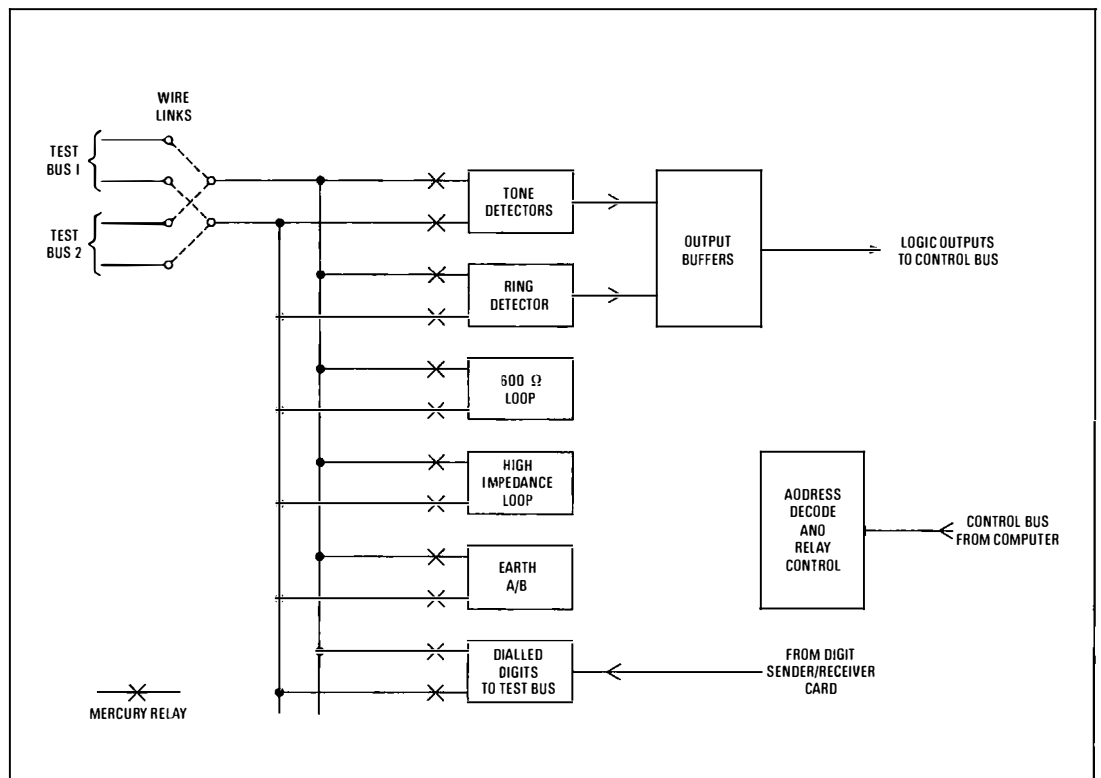 WIRE
LINKS
TEST
BUS 1
TEST
BUS 2
TONE
DETECTORS
RING
DETECTOR
600 Ω
LOOP
HIGH
IMPEDANCE
LOOP
EARTH
A/B
DIALLED
DIGITS
TO TEST BUS
OUTPUT
BUFFERS
LOGIC OUTPUTS
TO CONTROL BUS
AODRESS
DECODE
AND
RELAY
CONTROL
CONTROL BUS
FROM COMPUTER
FROM DIGIT
SENDER/RECEIVER
CARD
MERCURY RELAY